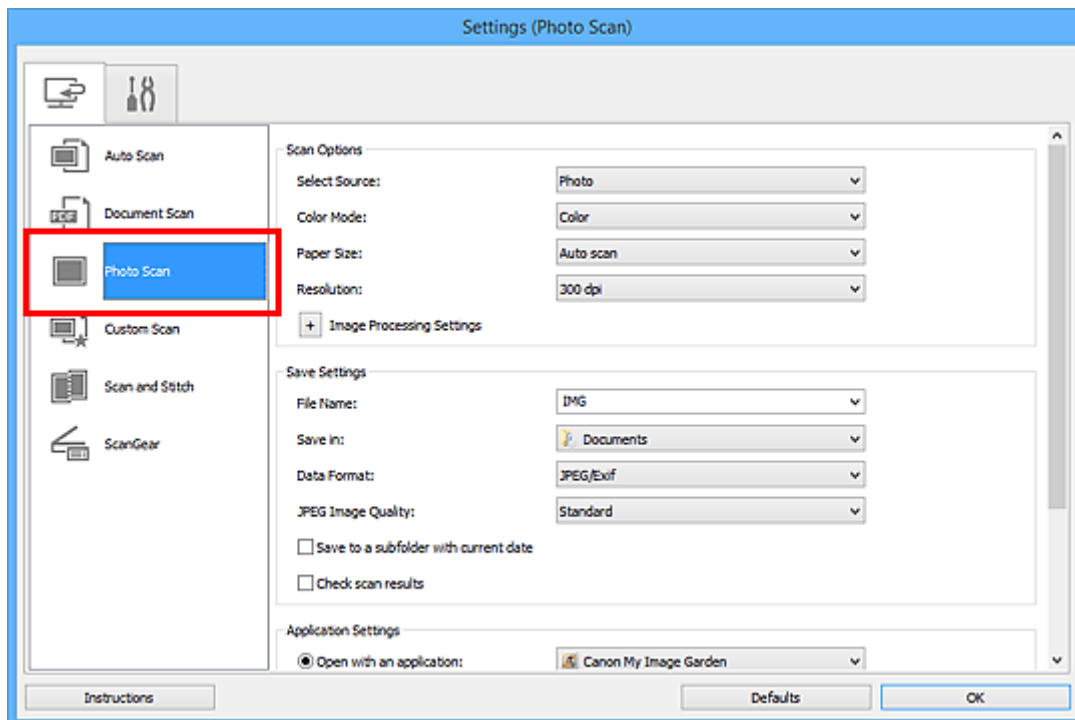 Settings (Photo Scan)
Auto Scan
PDF
Document Scan
Photo Scan
Custom Scan
Scan and Stitch
ScanGear
Scan Options
Select Source: Photo
Color Mode: Color
Paper Size: Auto scan
Resolution: 300 dpi
+ Image Processing Settings
Save Settings
File Name: IMG
Save in: Documents
Data Format: JPEG/Exif
JPEG Image Quality: Standard
Save to a subfolder with current date
Check scan results
Application Settings
Open with an application: Canon My Image Garden
Instructions Defaults OK